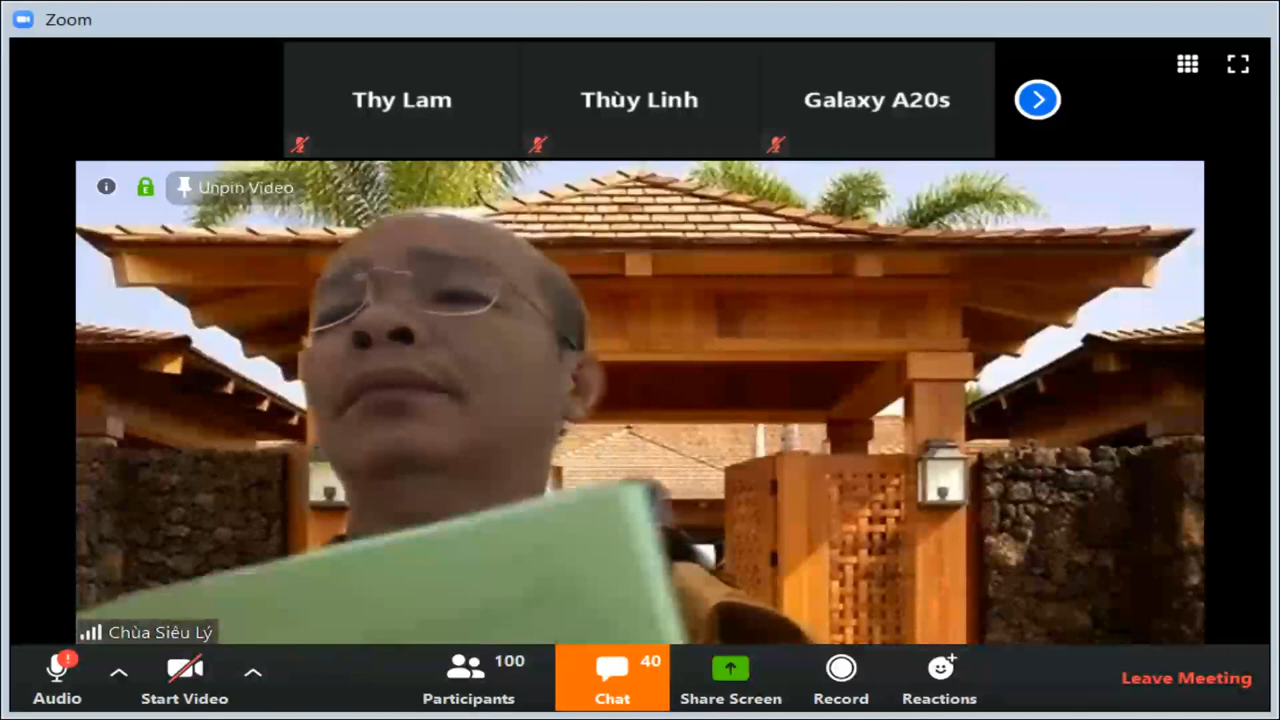 Zoom
Thy Lam
Thùy Linh
Galaxy A20s
Unpin Video
Chùa Siêu Lý
Audio
Start Video
Participants 100
Chat 40
Share Screen
Record
Reactions
Leave Meeting